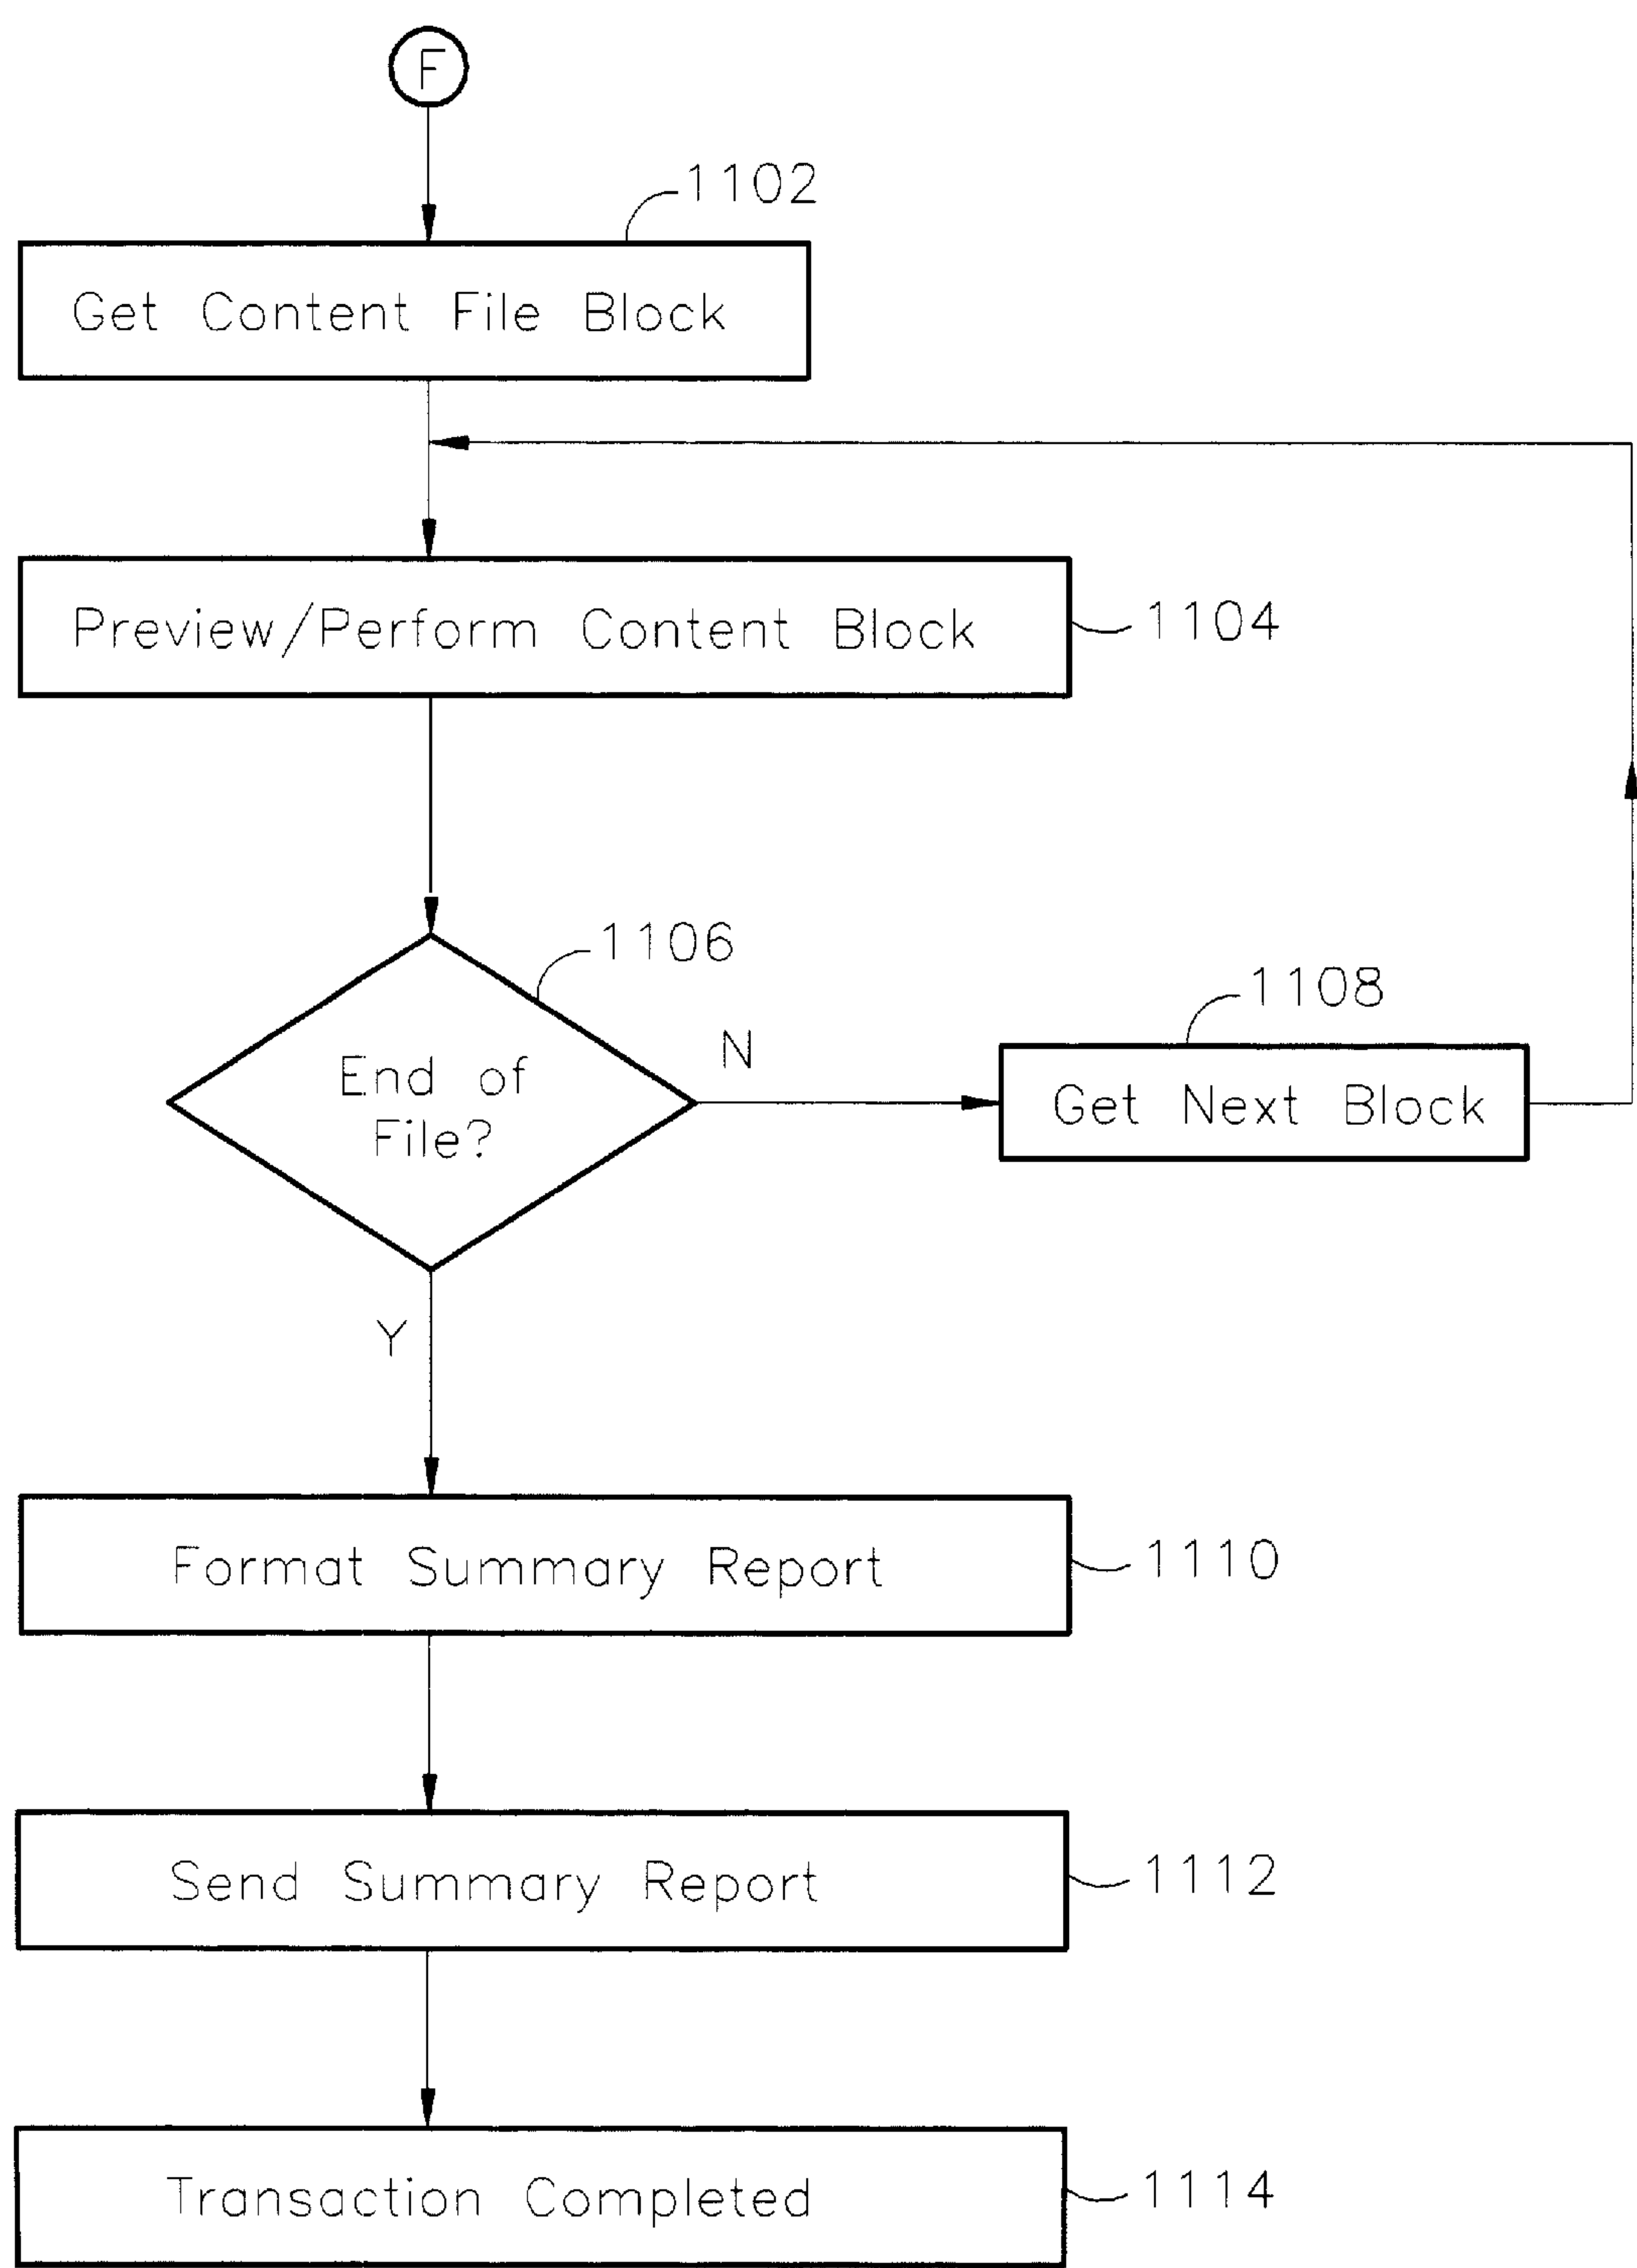 F
1102
Get Content File Block
Preview/Perform Content Block
1104
1106
End of
File?
N
1108
Get Next Block
Y
Format Summary Report
1110
Send Summary Report
1112
Transaction Completed
1114